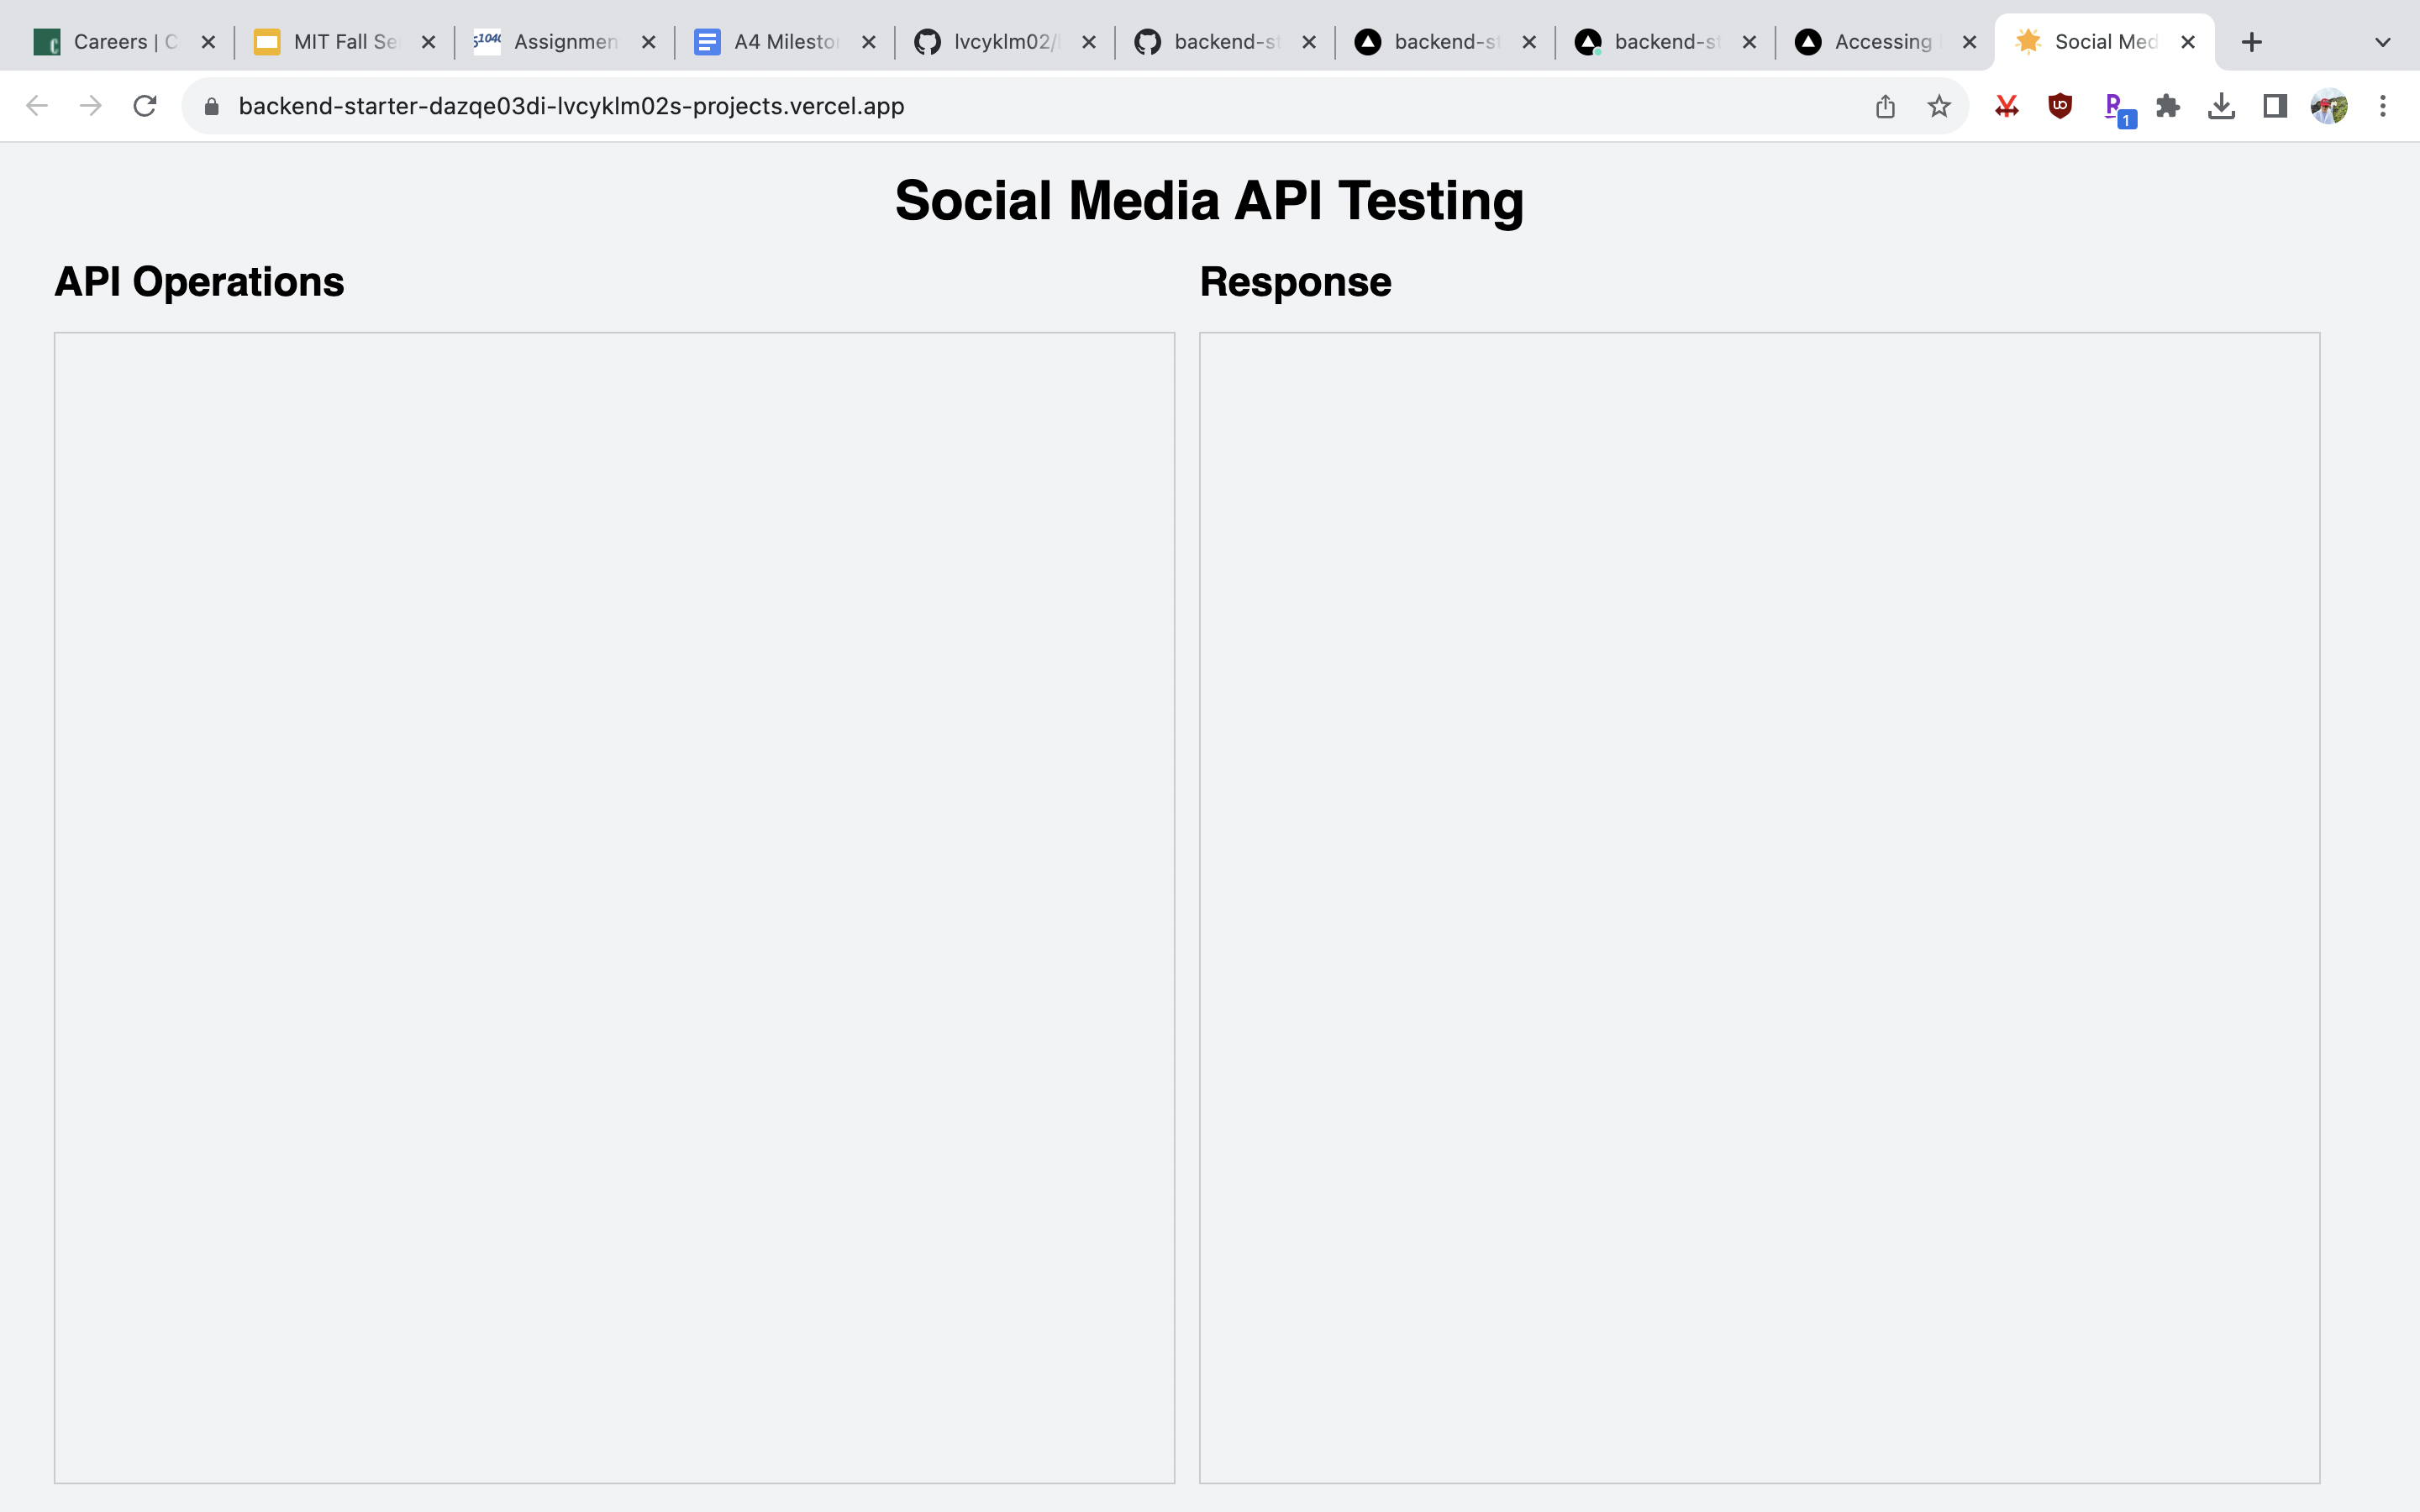 Careers | C
MIT Fall Se
Assignmen
A4 Milesto
lvcyklm02/
backend-st
backend-st
backend-st
Accessing
Social Med
backend-starter-dazqe03di-lvcyklm02s-projects.vercel.app
1
Social Media API Testing
API Operations
Response